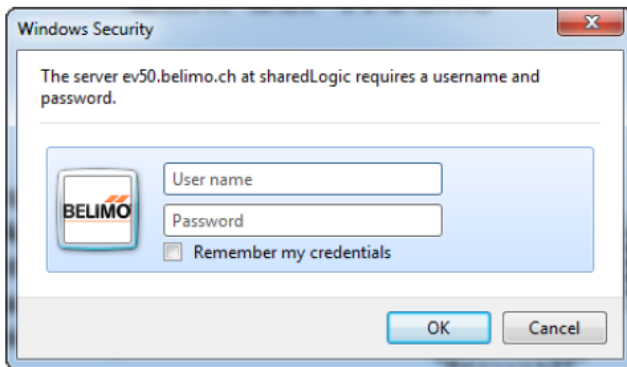 Windows Security
The server ev50.belimo.ch at sharedLogic requires a username and
password.
User name
BELIMO
Password
Remember my credentials
OK
Cancel